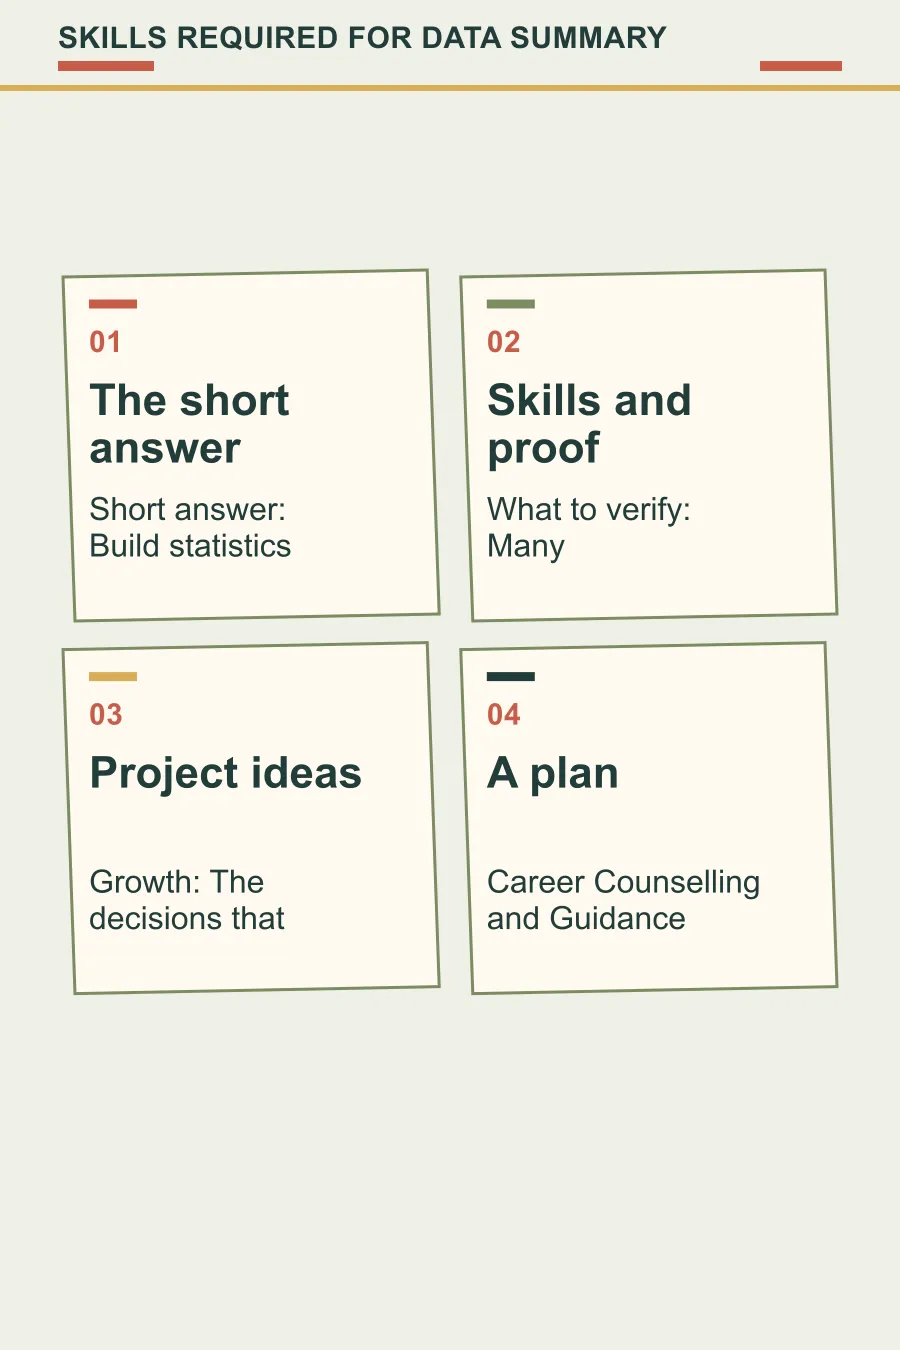 SKILLS REQUIRED FOR DATA SUMMARY
01
The short
answer
Short answer:
Build statistics
02
Skills and
proof
What to verify:
Many
03
Project ideas
Growth: The
decisions that
04
A plan
Career Counselling
and Guidance